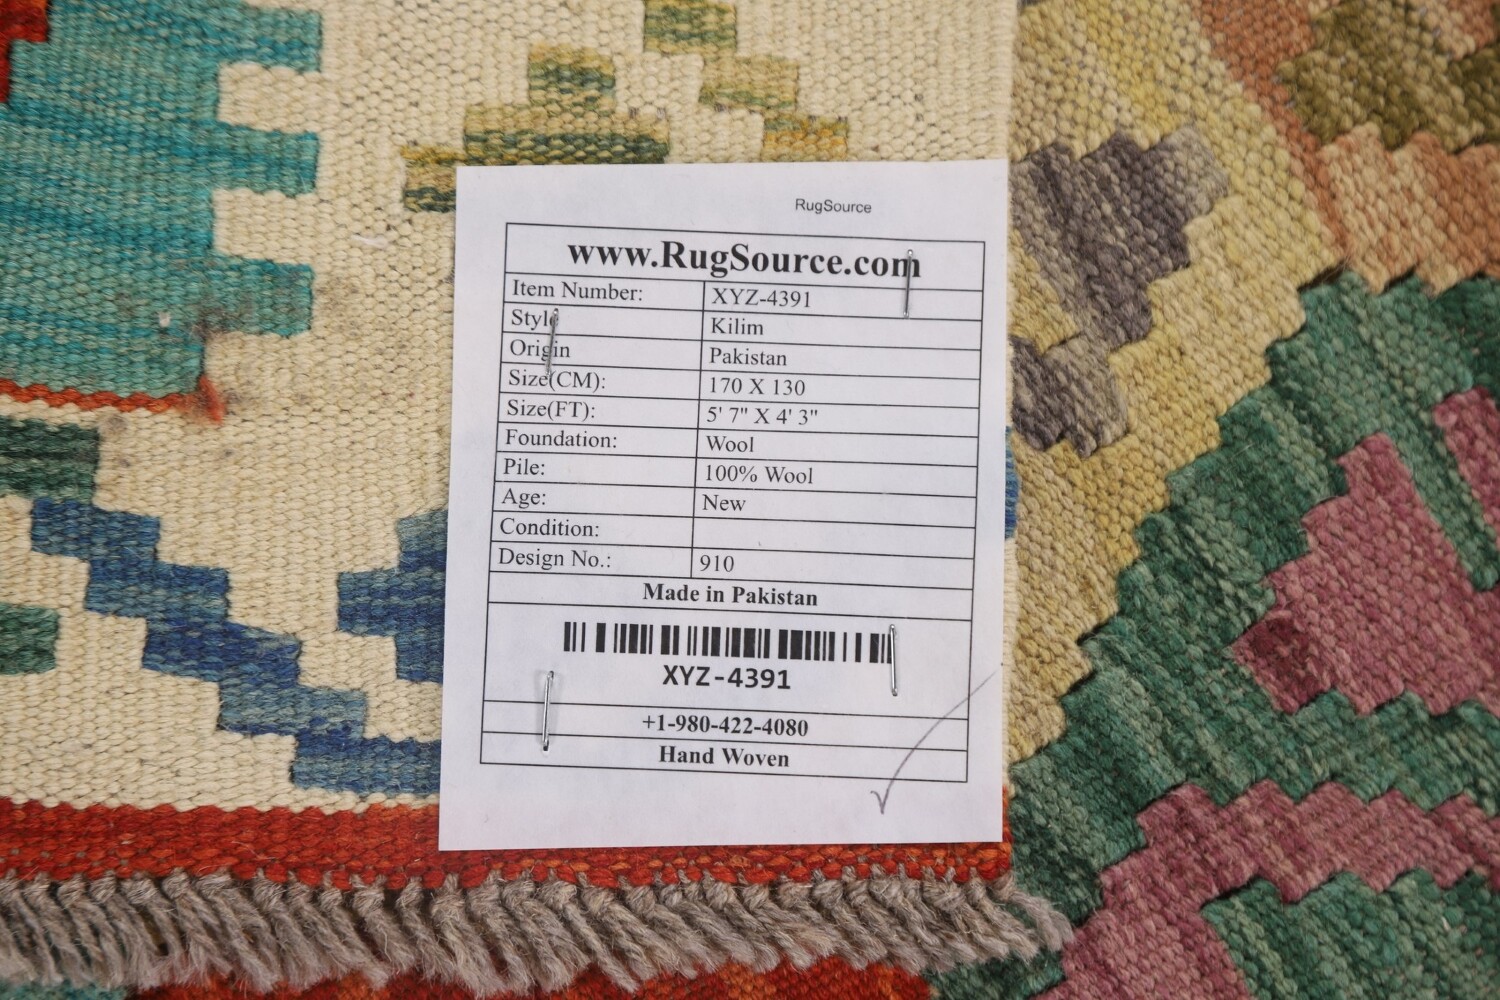 RugSource
www.RugSource.com
Item Number: XYZ-4391
Style Kilim
Origin Pakistan
Size(CM): 170 X 130
Size(FT): 5' 7" X 4' 3"
Foundation: Wool
Pile: 100% Wool
Age: New
Condition:
Design No.: 910
Made in Pakistan
XYZ-4391
+1-980-422-4080
Hand Woven